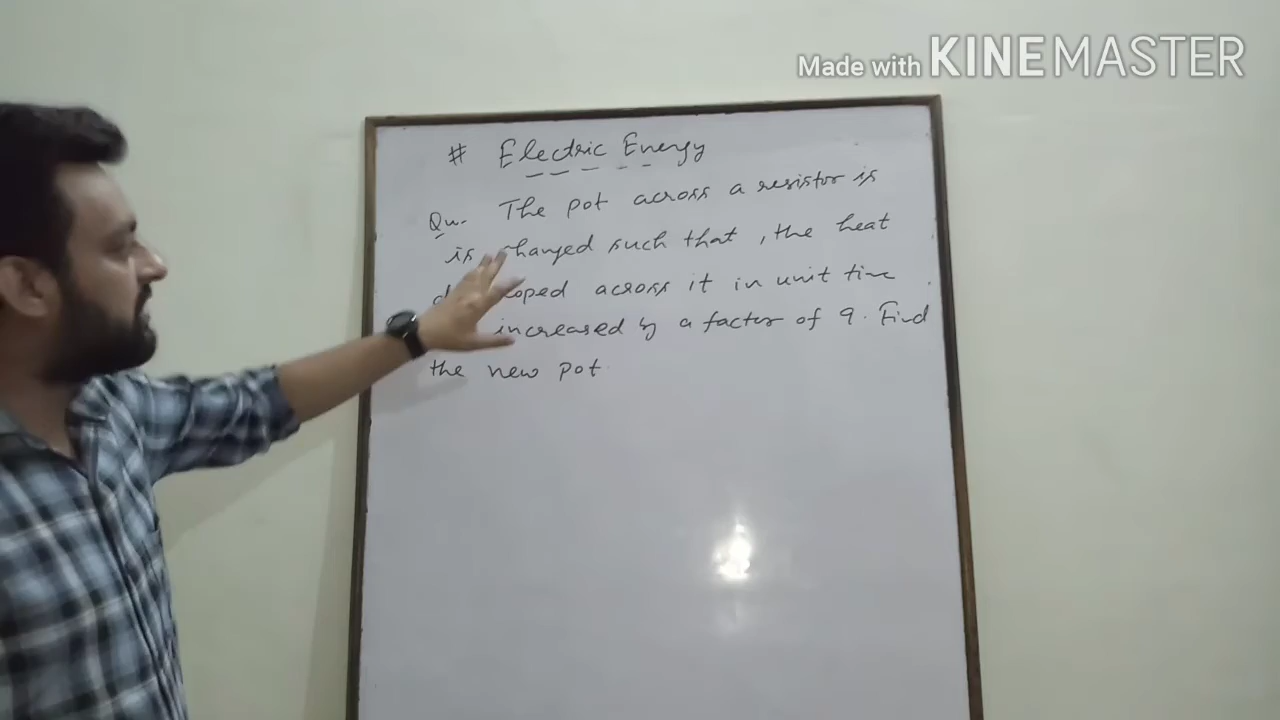 Made with KINEMASTER
# Electric Energy
Qu. The pot across a resistor is
is changed such that, the heat
across it in unit time
increased by a factor of 9. Find
the new pot.